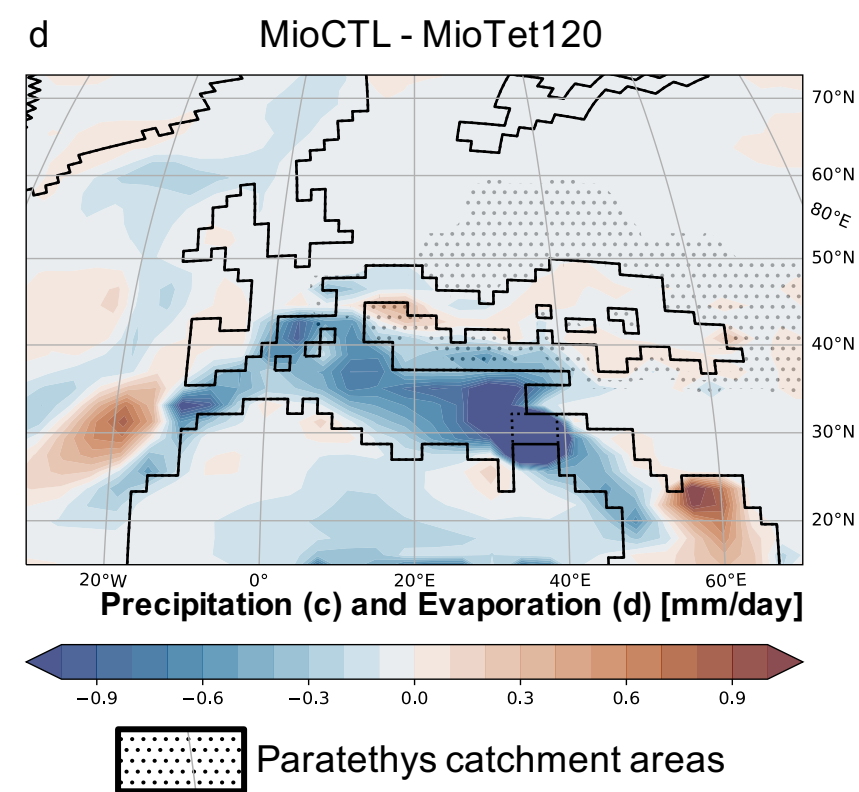 d
MioCTL - MioTet120
70°N
60°N
80°E
50°N
40°N
30°N
20°N
20°W 0° 20°E 40°E 60°E
Precipitation (c) and Evaporation (d) [mm/day]
−0.9 −0.6 −0.3 0.0 0.3 0.6 0.9
Paratethys catchment areas